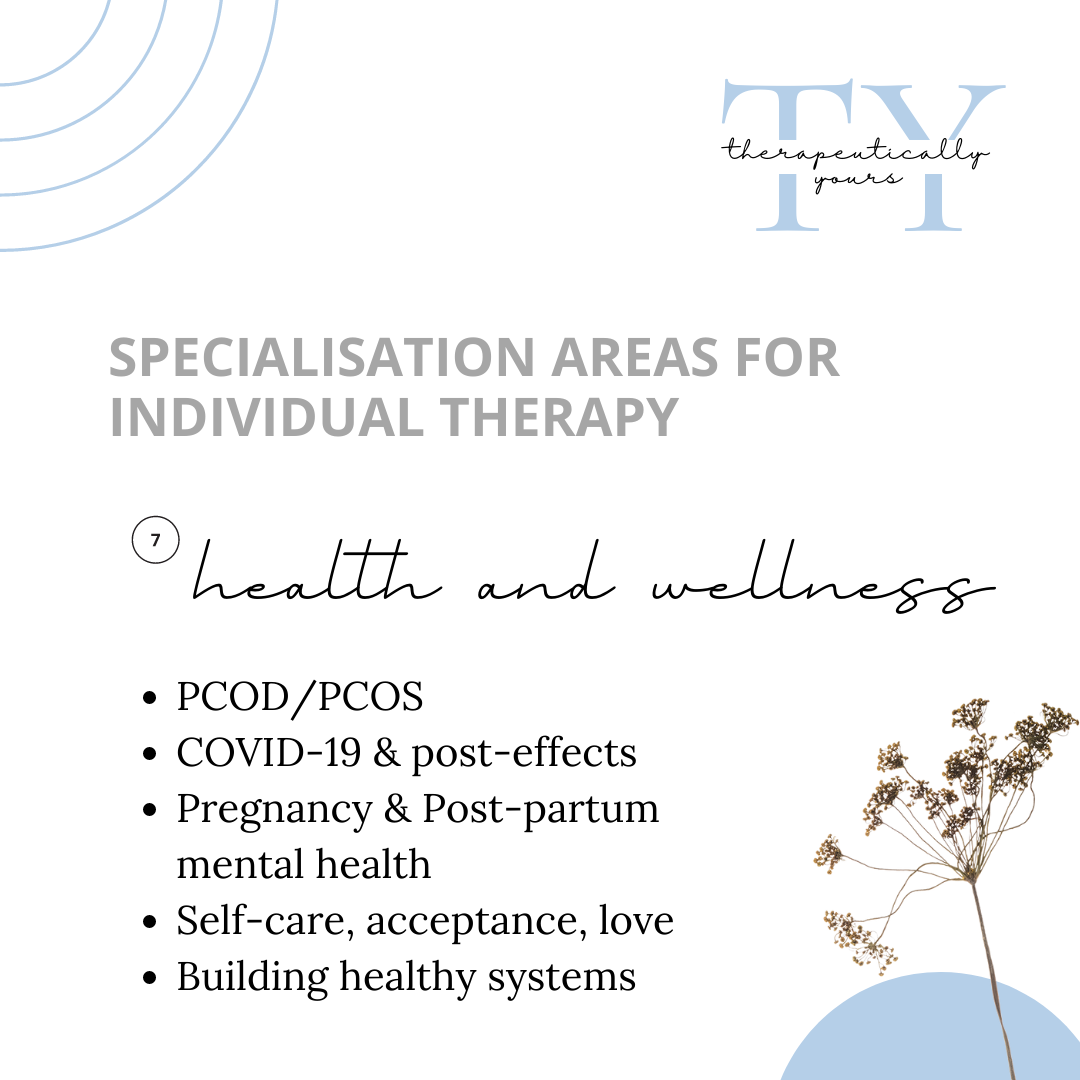 TY
therapeutically
yours
SPECIALISATION AREAS FOR
INDIVIDUAL THERAPY
7
health and wellness
• PCOD/PCOS
• COVID-19 & post-effects
• Pregnancy & Post-partum
mental health
• Self-care, acceptance, love
• Building healthy systems